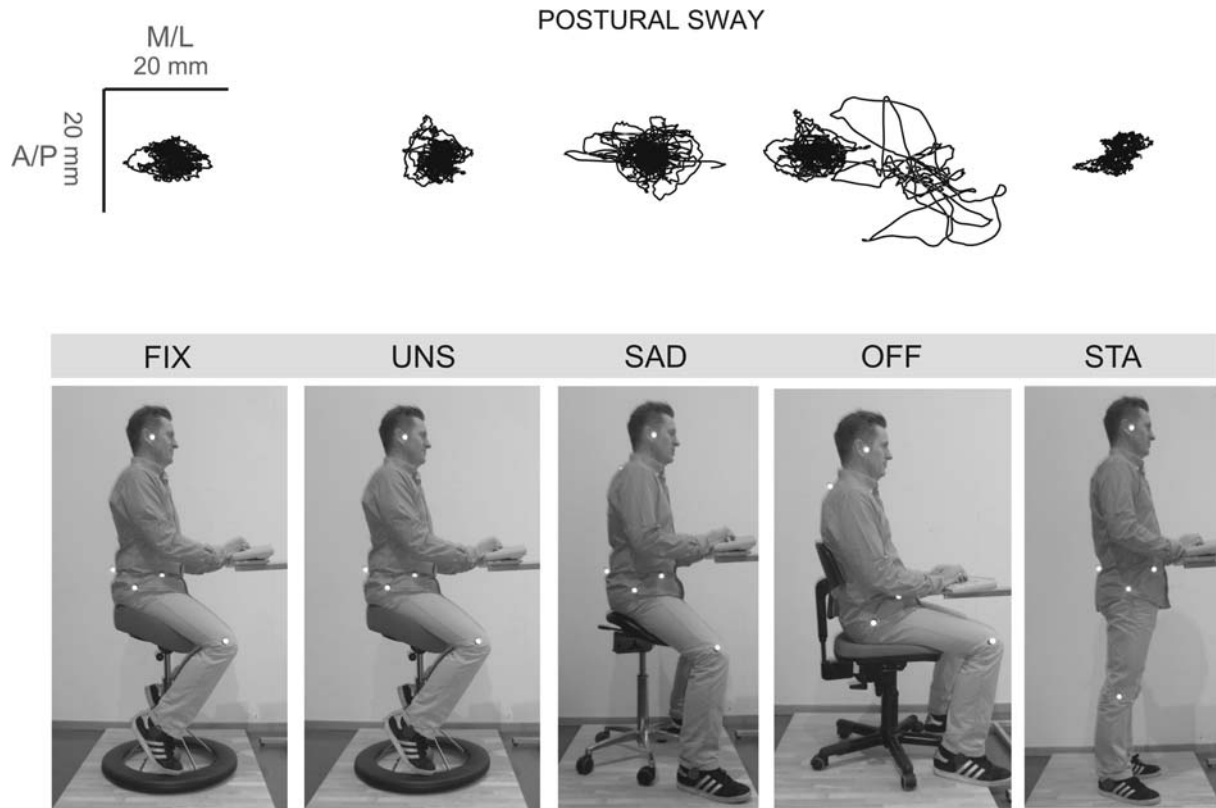 POSTURAL SWAY
M/L
20 mm
A/P
20 mm
FIX UNS SAD OFF STA